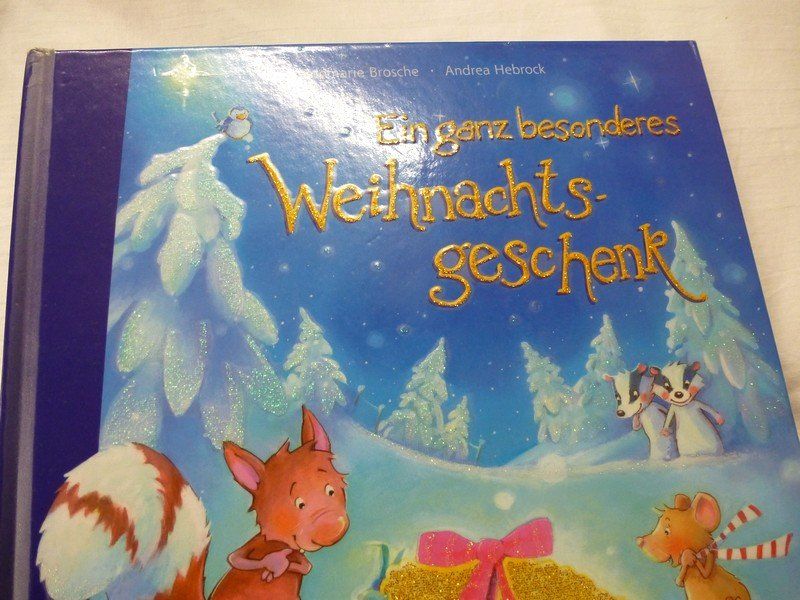 Brosche · Andrea Hebrock
Ein ganz besonderes
Weihnachts-
geschenk